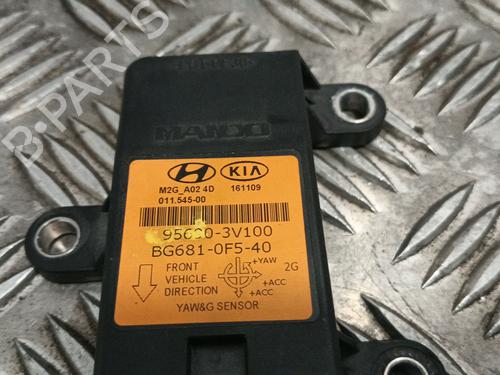 B-PARTS
MANDO
KIA
M2G_A02 4D 161109
011.545-00
95690-3V100
BG681-0F5-40
FRONT
VEHICLE
DIRECTION
+YAW
2G
+ACC
+ACC
YAW&G SENSOR